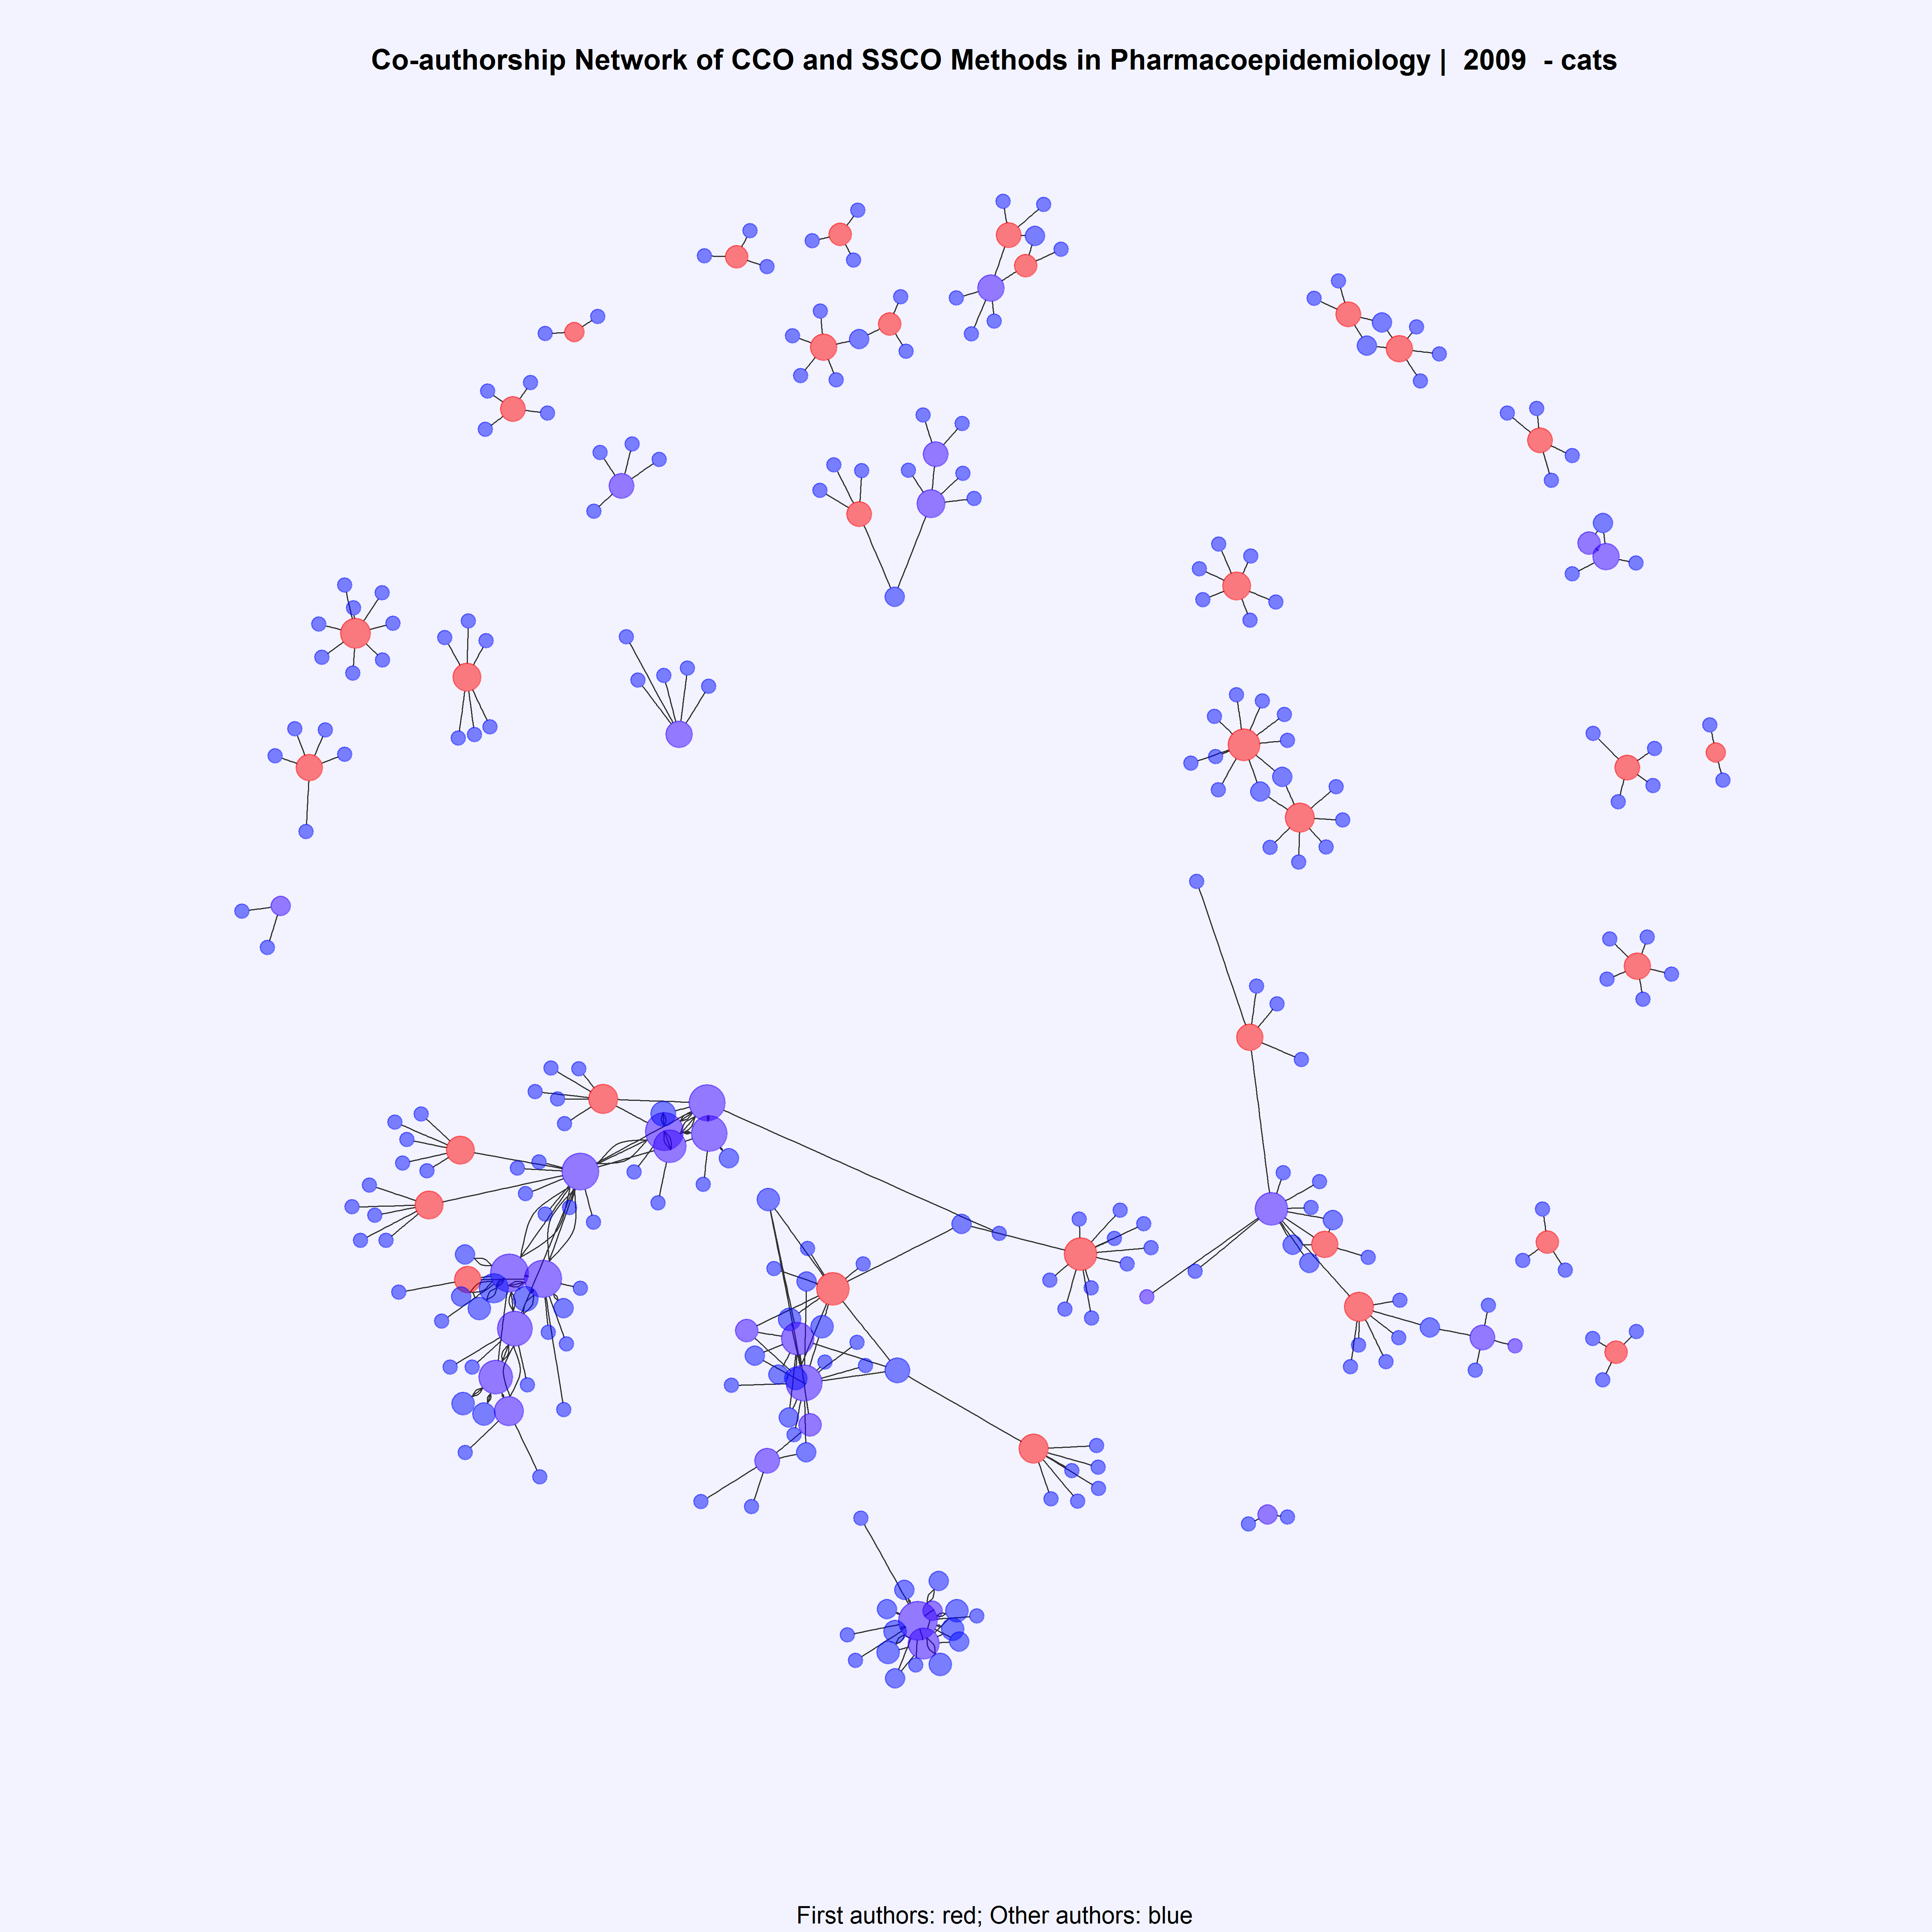 Co-authorship Network of CCO and SSCO Methods in Pharmacoepidemiology |  2009  - cats
First authors: red; Other authors: blue